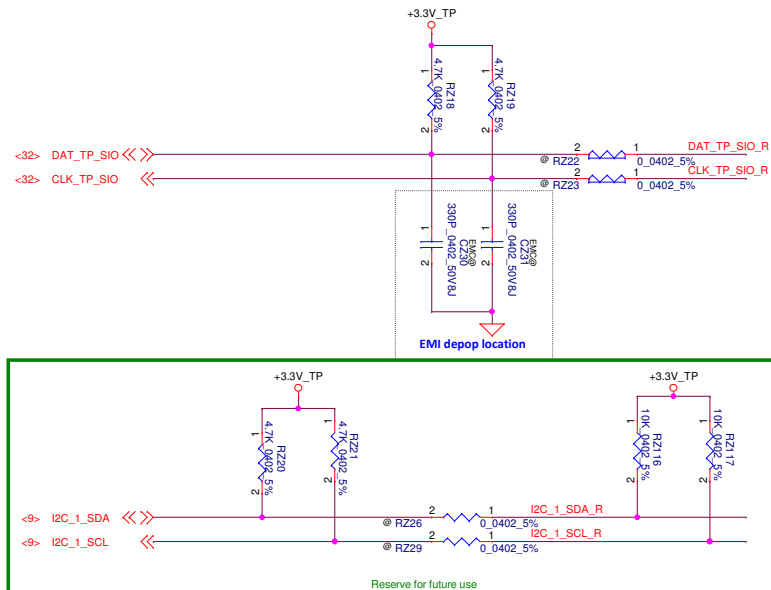 +3.3V_TP
1
4.7K_0402_5%
RZ18
2
1
4.7K_0402_5%
RZ19
2
<32> DAT_TP_SIO
@ RZ22
2
1
0_0402_5%
DAT_TP_SIO_R
<32> CLK_TP_SIO
@ RZ23
2
1
0_0402_5%
CLK_TP_SIO_R
1
330P_0402_50V8J
CZ30
EMC@
2
1
330P_0402_50V8J
CZ31
EMC@
2
EMI depop location
+3.3V_TP
1
4.7K_0402_5%
RZ20
2
1
4.7K_0402_5%
RZ21
2
+3.3V_TP
1
10K_0402_5%
RZ116
2
1
10K_0402_5%
RZ117
2
<9> I2C_1_SDA
@ RZ26
2
1
0_0402_5%
I2C_1_SDA_R
<9> I2C_1_SCL
@ RZ29
2
1
0_0402_5%
I2C_1_SCL_R
Reserve for future use